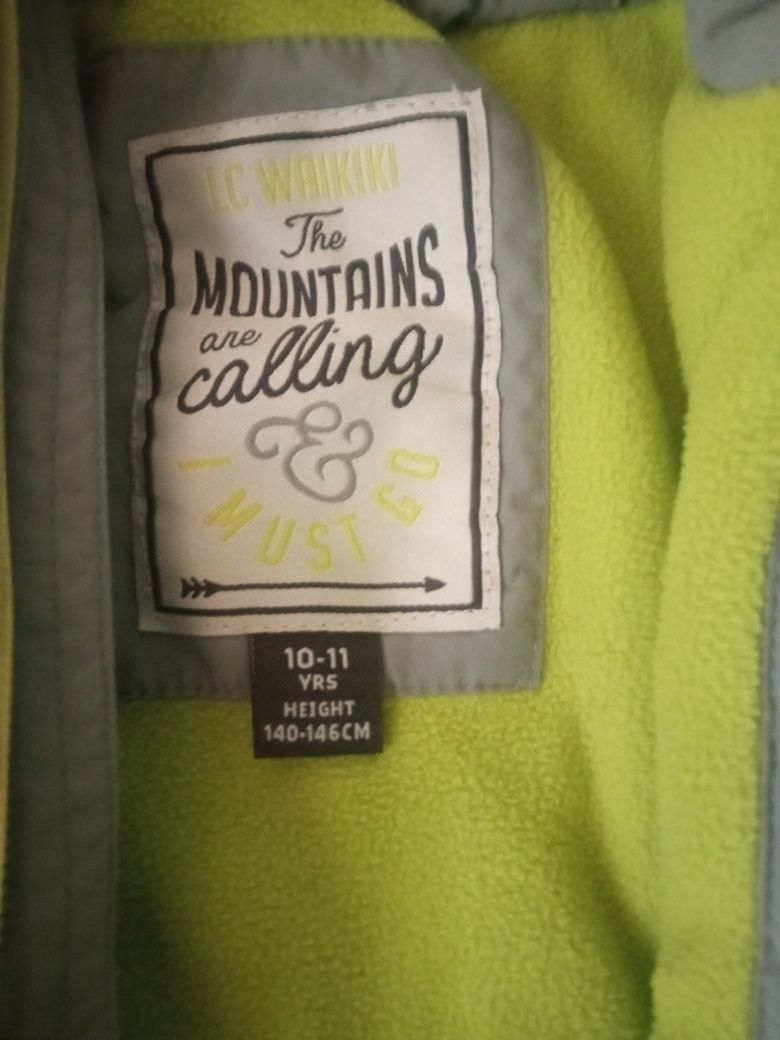 LC WAIKIKI
The
MOUNTAINS
are
calling
&
I MUST GO
10-11
YRS
HEIGHT
140-146CM